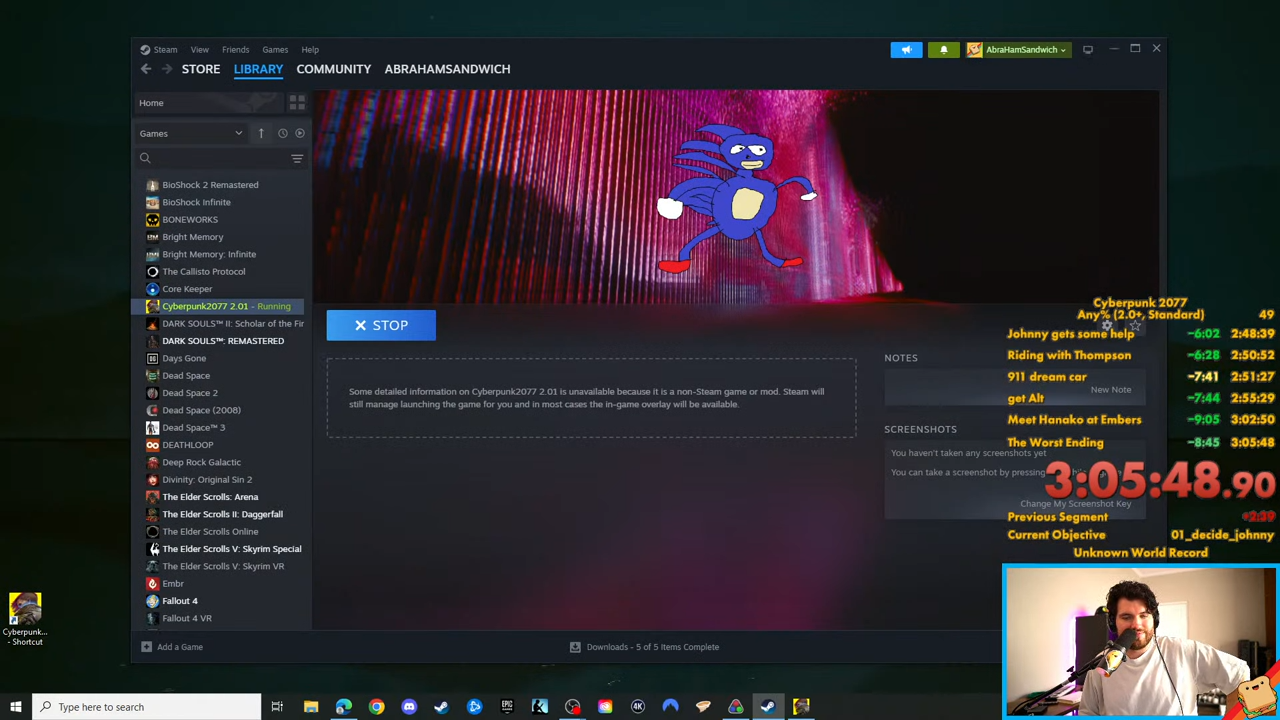 Steam View Friends Games Help
AbraHamSandwich
STORE LIBRARY COMMUNITY ABRAHAMSANDWICH
Home
Games
BioShock 2 Remastered
BioShock Infinite
BONEWORKS
Bright Memory
Bright Memory: Infinite
The Callisto Protocol
Core Keeper
Cyberpunk2077 2.01 - Running
DARK SOULS™ II: Scholar of the Fir
DARK SOULS™: REMASTERED
Days Gone
Dead Space
Dead Space 2
Dead Space (2008)
Dead Space™ 3
DEATHLOOP
Deep Rock Galactic
Divinity: Original Sin 2
The Elder Scrolls: Arena
The Elder Scrolls II: Daggerfall
The Elder Scrolls Online
The Elder Scrolls V: Skyrim Special
The Elder Scrolls V: Skyrim VR
Embr
Fallout 4
Fallout 4 VR
Add a Game
STOP
Some detailed information on Cyberpunk2077 2.01 is unavailable because it is a non-Steam game or mod. Steam will
still manage launching the game for you and in most cases the in-game overlay will be available.
NOTES
New Note
SCREENSHOTS
You haven't taken any screenshots yet
You can take a screenshot by pressing
Change My Screenshot Key
Downloads - 5 of 5 Items Complete
Cyberpunk 2077
Any% (2.0+, Standard) 49
Johnny gets some help -6:02 2:48:39
Riding with Thompson -6:28 2:50:52
911 dream car -7:41 2:51:27
get Alt -7:44 2:55:29
Meet Hanako at Embers -9:05 3:02:50
The Worst Ending -8:45 3:05:48
3:05:48.90
Previous Segment +2:39
Current Objective 01_decide_johnny
Unknown World Record
Cyberpunk...
- Shortcut
Type here to search
EPIC
4K